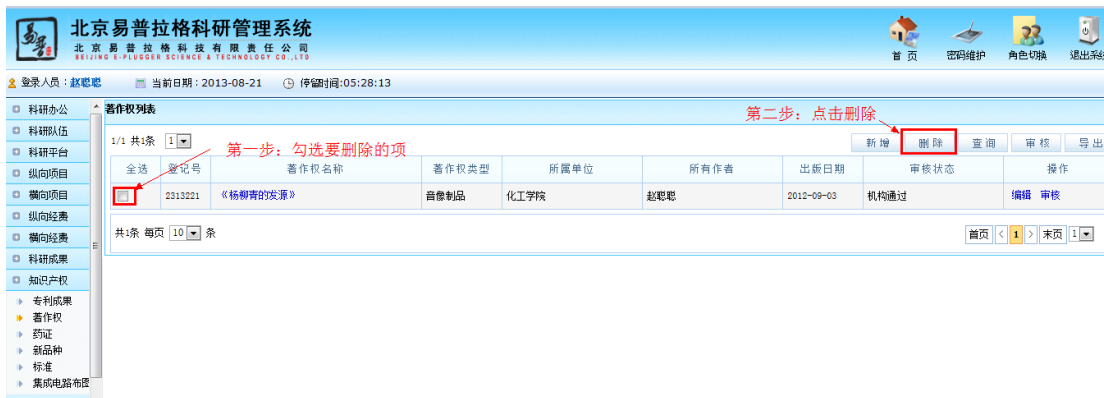 易普
北京易普拉格科研管理系统
北京易普拉格科技有限责任公司
BEIJING E-PLUGGER SCIENCE & TECHNOLOGY CO.,LTD
首 页 密码维护 角色切换 退出系统
登录人员：赵聪聪 当前日期：2013-08-21 停留时间:05:28:13
科研办公
科研队伍
科研平台
纵向项目
横向项目
纵向经费
横向经费
科研成果
知识产权
专利成果
著作权
药证
新品种
标准
集成电路布图
著作权列表
第二步：点击删除
1/1 共1条 1
第一步：勾选要删除的项
新 增 删 除 查 询 审 核 导 出
全选 登记号 著作权名称 著作权类型 所属单位 所有作者 出版日期 审核状态 操作
2313221 《杨柳青的发源》 音像制品 化工学院 赵聪聪 2012-09-03 机构通过 编辑 审核
共1条 每页 10 条
首页 < 1 > 末页 1